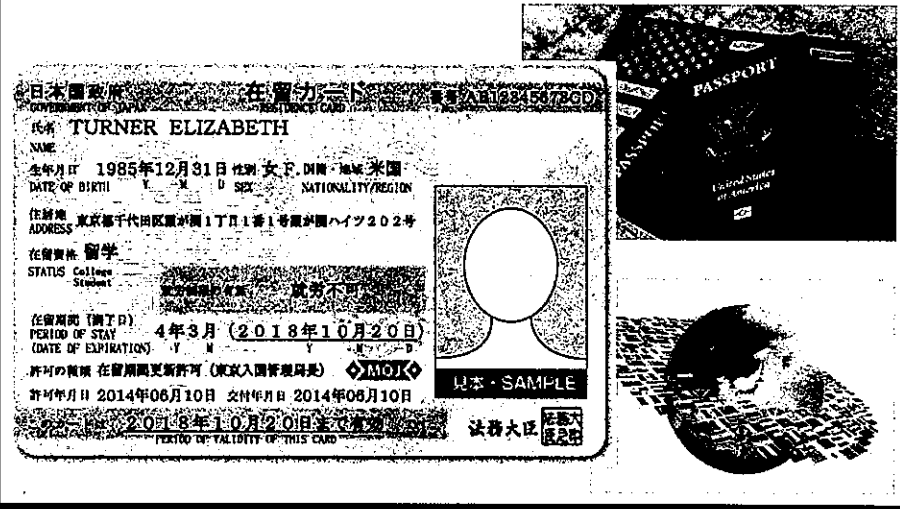 日本国政府 在留カード 番号 AB12345678CD
GOVERNMENT OF JAPAN RESIDENCE CARD
氏名 TURNER ELIZABETH
NAME
生年月日 1985年12月31日 性別 女 F. 国籍・地域 米国
DATE OF BIRTH Y M D SEX NATIONALITY/REGION
住居地 東京都千代田区霞が関1丁目1番1号霞が関ハイツ202号
ADDRESS
在留資格 留学
STATUS College
Student
就労不可
在留期間(満了日)
PERIOD OF STAY 4年3月(2018年10月20日)
(DATE OF EXPIRATION) Y M Y M D
許可の種類 在留期間更新許可(東京入国管理局長) MOJ
見本・SAMPLE
許可年月日 2014年06月10日 交付年月日 2014年06月10日
このカードは 2018年10月20日まで有効
PERIOD OF VALIDITY OF THIS CARD
法務大臣
PASSPORT
United States
of America
PASSPORT